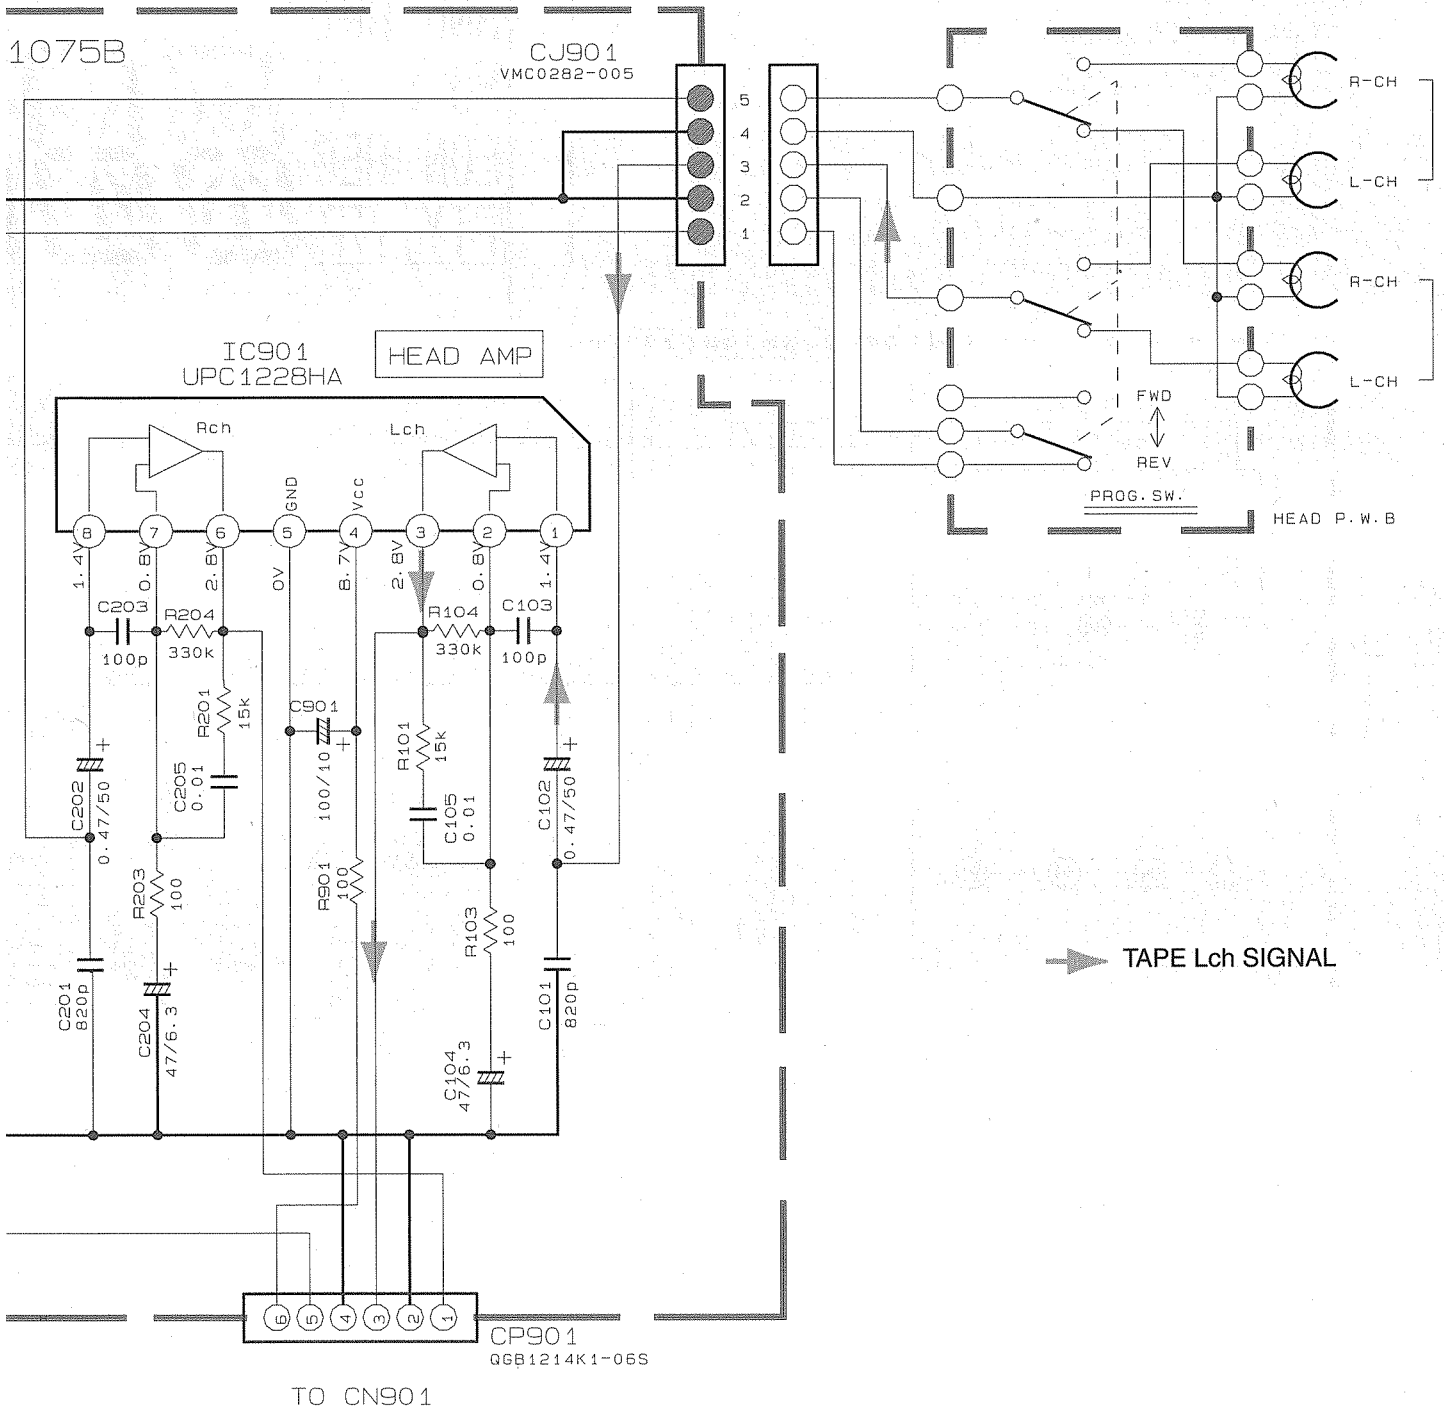 1075B
CJ901
VMC0282-005
5
4
3
2
1
R-CH
L-CH
R-CH
L-CH
FWD
REV
PROG. SW.
HEAD P. W. B
IC901
UPC1228HA
HEAD AMP
Rch
Lch
GND
VCC
8
7
6
5
4
3
2
1
1.4V
0.8V
2.8V
0V
8.7V
2.8V
0.8V
1.4V
C203
100p
R204
330k
R104
330k
C103
100p
R201
15k
C901
100/10
R101
15k
C202
0.47/50
C205
0.01
C105
0.01
C102
0.47/50
R203
100
R901
100
R103
100
C201
820p
C204
47/6.3
C104
47/6.3
C101
820p
TAPE Lch SIGNAL
6
5
4
3
2
1
CP901
QGB1214K1-06S
TO CN901